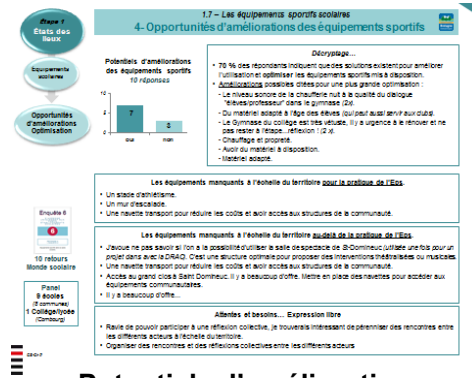 Étape 1
États des
lieux
1.7 – Les équipements sportifs scolaires
4- Opportunités d'améliorations des équipements sportifs
Equipements
scolaires
Opportunités
d'améliorations
Optimisation
Potentiels d'améliorations
des équipements sportifs
10 réponses
10
5
0
7
3
oui
non
Décryptage…
• 70 % des répondants indiquent que des solutions existent pour améliorer
l'utilisation et optimiser les équipements sportifs mis à disposition.
• Améliorations possibles citées pour une plus grande optimisation :
- Le niveau sonore de la chaufferie nuit à la qualité du dialogue
"élèves/professeur" dans le gymnase (2x).
- Du matériel adapté à l'âge des élèves (qui peut aussi servir aux clubs).
- Le Gymnase du collège est très vétuste, il y a urgence à le rénover et ne
pas rester à l'étape…réflexion ! (2 x).
- Chauffage et propreté.
- Avoir du matériel à disposition.
- Matériel adapté.
Les équipements manquants à l'échelle du territoire pour la pratique de l'Eps.
• Un stade d'athlétisme.
• Un mur d'escalade.
• Une navette transport pour réduire les coûts et avoir accès aux structures de la communauté.
Enquête 6
6
10 retours
Monde scolaire
Panel
9 écoles
(8 communes)
1 Collège/lycée
(Combourg)
Les équipements manquants à l'échelle du territoire au-delà de la pratique de l'Eps.
• J'avoue ne pas savoir si l'on a la possibilité d'utiliser la salle de spectacle de St-Domineuc (utilisée une fois pour un
projet dans avec la DRAC). C'est une structure optimale pour proposer des interventions théâtralisées ou musicales.
• Une navette transport pour réduire les coûts et avoir accès aux structures de la communauté.
• Accès au grand clos à Saint Domineuc. Il y a beaucoup d'offre. Mettre en place des navettes pour accéder aux
équipements communautaires.
• Il y a beaucoup d'offre…
Attentes et besoins… Expression libre
• Ravie de pouvoir participer à une réflexion collective, je trouverais intéressant de pérenniser des rencontres entre
les différents acteurs à l'échelle du territoire.
• Organiser des rencontres et des réflexions collectives entre les différents acteurs